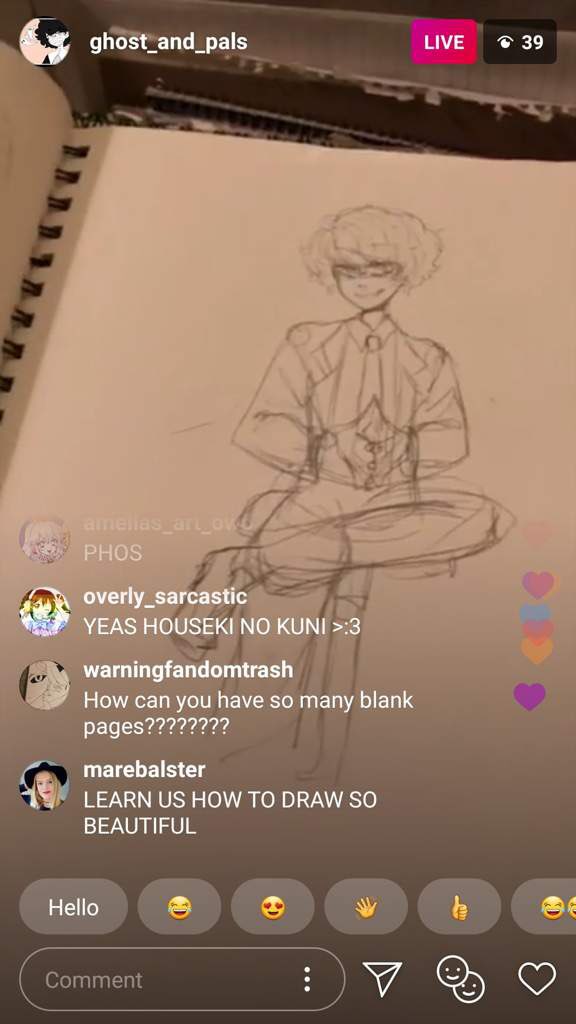 ghost_and_pals
LIVE
39
amelias_art_owo
PHOS
overly_sarcastic
YEAS HOUSEKI NO KUNI >:3
warningfandomtrash
How can you have so many blank
pages????????
marebalster
LEARN US HOW TO DRAW SO
BEAUTIFUL
Hello
Comment